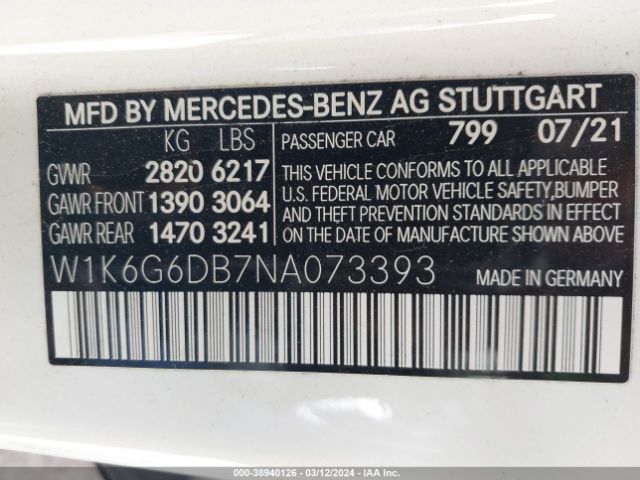 MFD BY MERCEDES-BENZ AG STUTTGART
KG LBS
PASSENGER CAR 799 07/21
GVWR 2820 6217
GAWR FRONT 1390 3064
GAWR REAR 1470 3241
THIS VEHICLE CONFORMS TO ALL APPLICABLE
U.S. FEDERAL MOTOR VEHICLE SAFETY,BUMPER
AND THEFT PREVENTION STANDARDS IN EFFECT
ON DATE OF MANUFACTURE SHOWN ABOVE
W1K6G6DB7NA073393
MADE IN GERMANY
© - 38940126 - 03/12/2024 - IAA Inc.